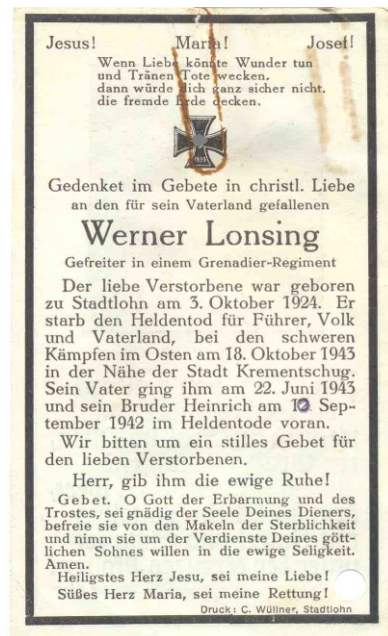 Jesus! Maria! Josef!
Wenn Liebe könnte Wunder tun
und Tränen Tote wecken,
dann würde dich ganz sicher nicht,
die fremde Erde decken.
1939
Gedenket im Gebete in christl. Liebe
an den für sein Vaterland gefallenen
Werner Lonsing
Gefreiter in einem Grenadier-Regiment
Der liebe Verstorbene war geboren
zu Stadtlohn am 3. Oktober 1924. Er
starb den Heldentod für Führer, Volk
und Vaterland, bei den schweren
Kämpfen im Osten am 18. Oktober 1943
in der Nähe der Stadt Krementschug.
Sein Vater ging ihm am 22. Juni 1943
und sein Bruder Heinrich am Sep-
tember 1942 im Heldentode voran.
Wir bitten um ein stilles Gebet für
den lieben Verstorbenen.
Herr, gib ihm die ewige Ruhe!
Gebet. O Gott der Erbarmung und des
Trostes, sei gnädig der Seele Deines Dieners,
befreie sie von den Makeln der Sterblichkeit
und nimm sie um der Verdienste Deines gött-
lichen Sohnes willen in die ewige Seligkeit.
Amen.
Heiligstes Herz Jesu, sei meine Liebe!
Süßes Herz Maria, sei meine Rettung!
Druck: C. Wüllner, Stadtlohn